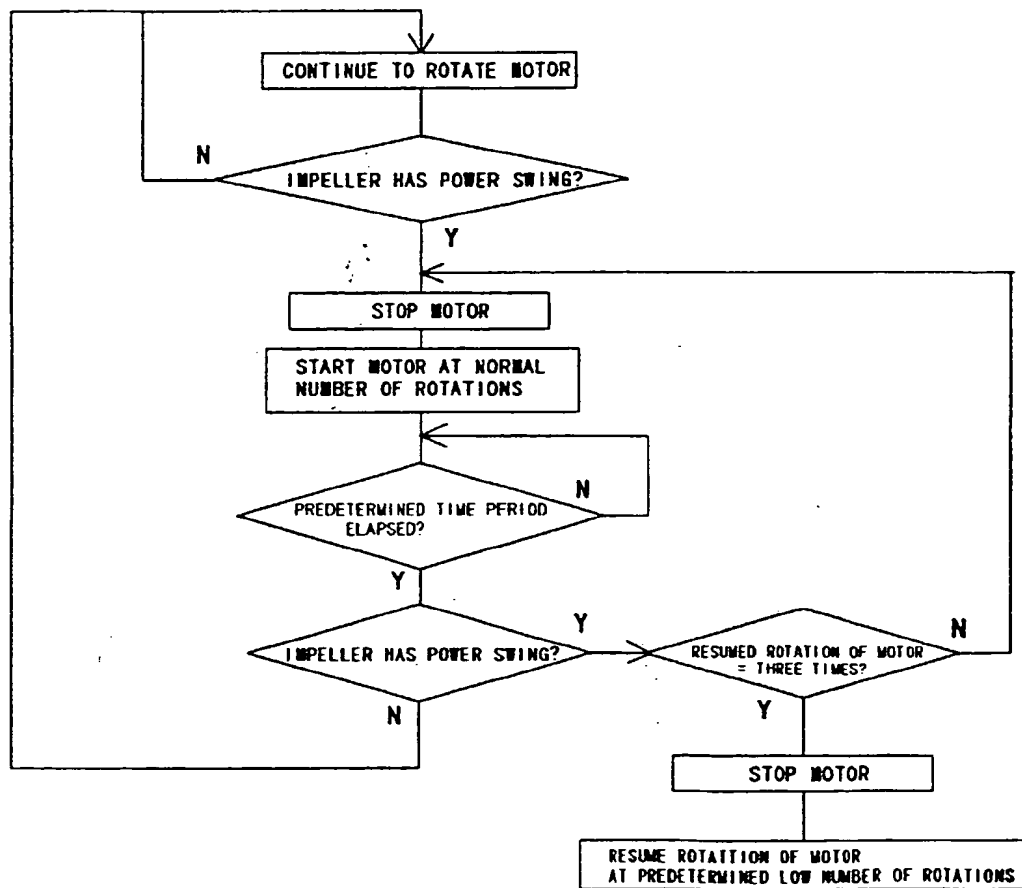 CONTINUE TO ROTATE MOTOR
N
IMPELLER HAS POWER SWING?
Y
STOP MOTOR
START MOTOR AT NORMAL
NUMBER OF ROTATIONS
N
PREDETERMINED TIME PERIOD
ELAPSED?
Y
Y
IMPELLER HAS POWER SWING?
N
N
RESUMED ROTATION OF MOTOR
= THREE TIMES?
Y
STOP MOTOR
RESUME ROTATTION OF MOTOR
AT PREDETERMINED LOW NUMBER OF ROTATIONS